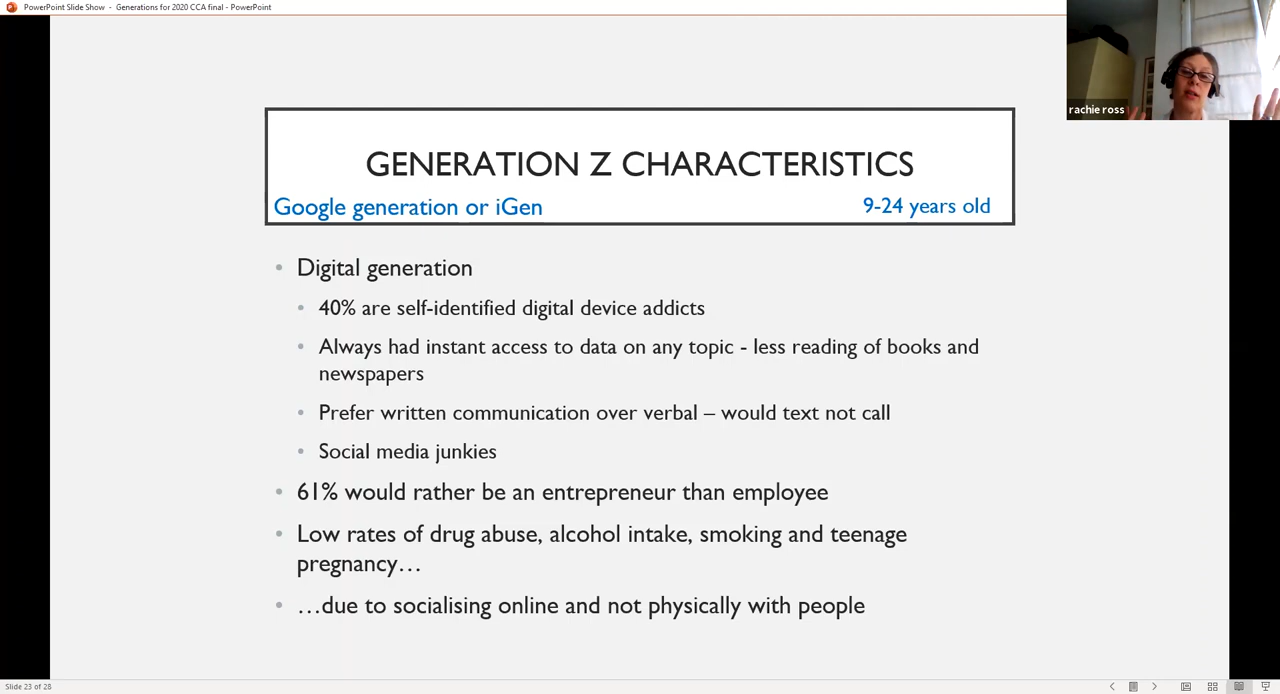 PowerPoint Slide Show - Generations for 2020 CCA final - PowerPoint
rachie ross
GENERATION Z CHARACTERISTICS
Google generation or iGen 9-24 years old
• Digital generation
• 40% are self-identified digital device addicts
• Always had instant access to data on any topic - less reading of books and
newspapers
• Prefer written communication over verbal – would text not call
• Social media junkies
• 61% would rather be an entrepreneur than employee
• Low rates of drug abuse, alcohol intake, smoking and teenage
pregnancy…
• …due to socialising online and not physically with people
Slide 23 of 28